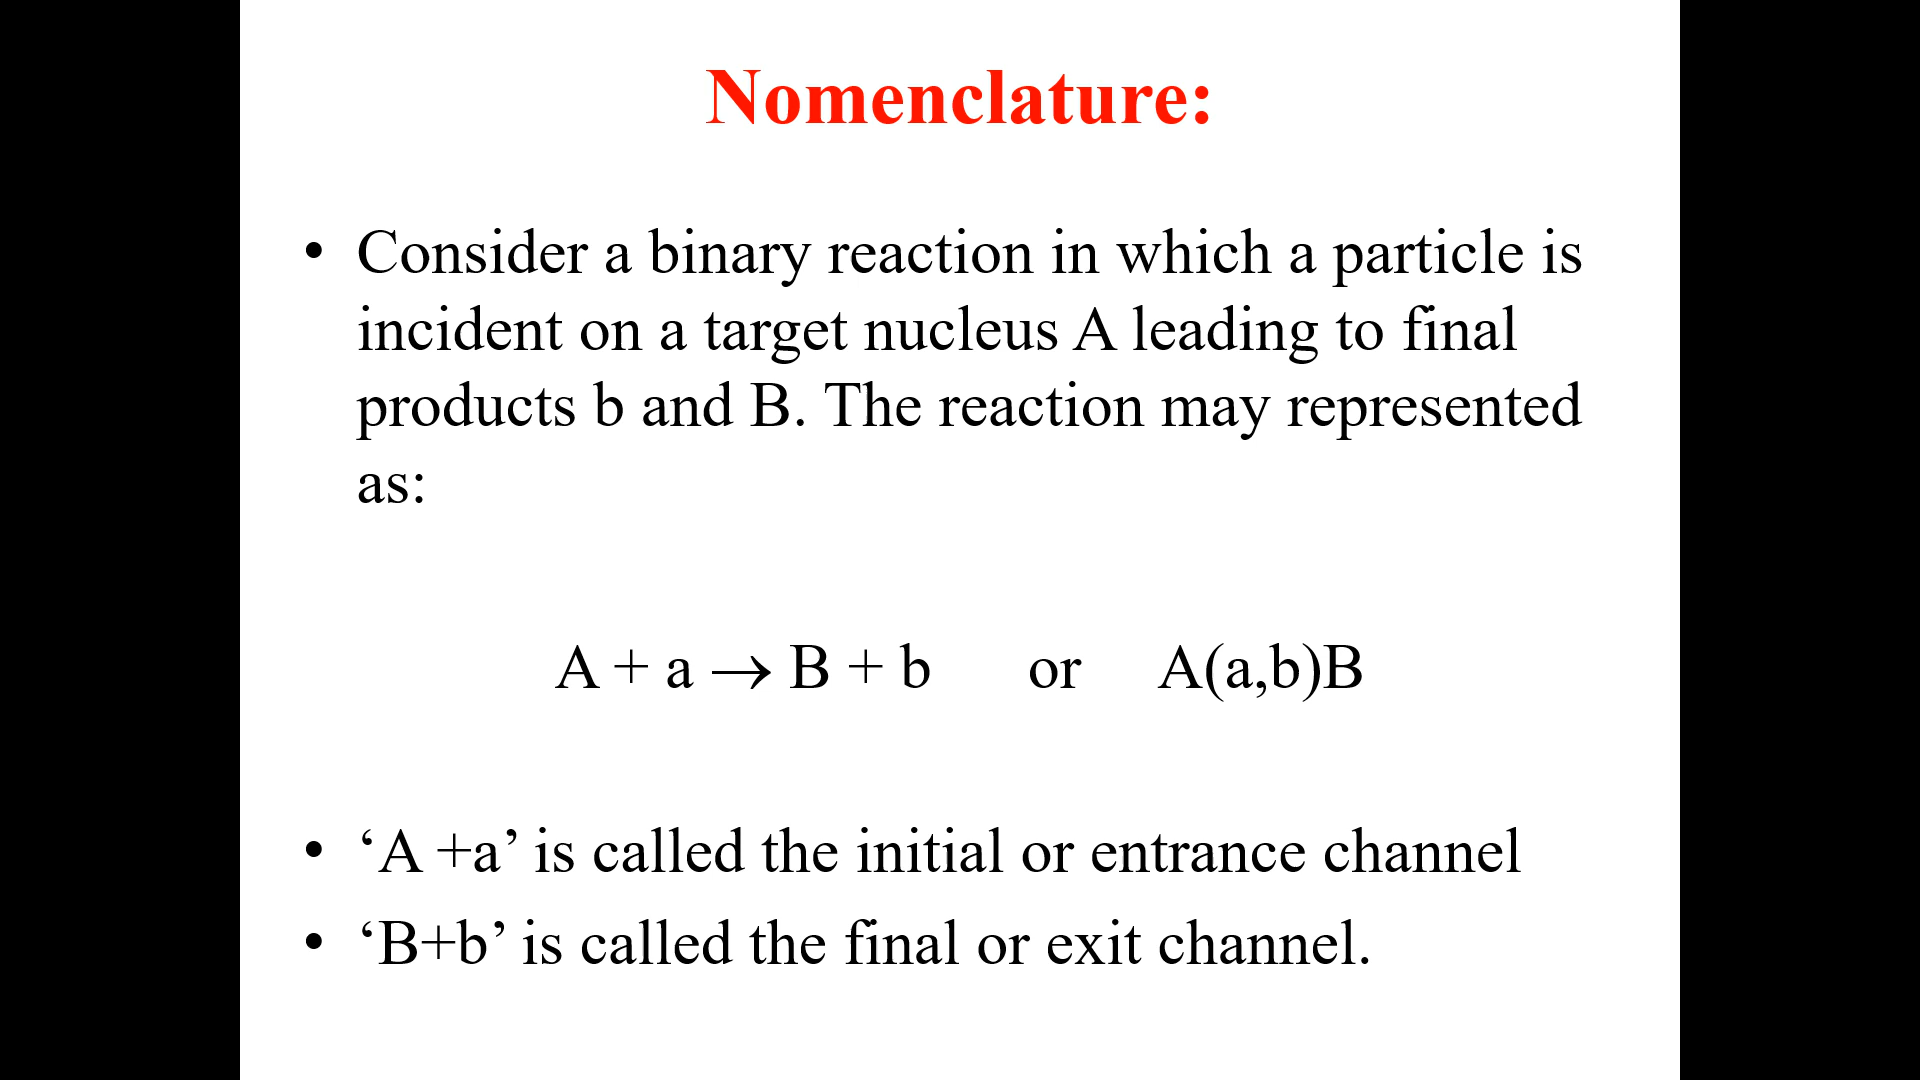 Nomenclature:
• Consider a binary reaction in which a particle is
incident on a target nucleus A leading to final
products b and B. The reaction may represented
as:
A + a → B + b or A(a,b)B
• ‘A +a’ is called the initial or entrance channel
• ‘B+b’ is called the final or exit channel.